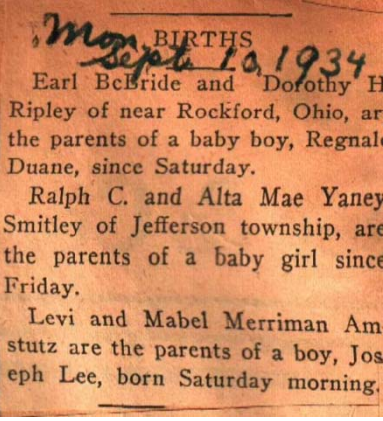 Mon
BIRTHS
Sept. 10, 1934
Earl BcBride and Dorothy H
Ripley of near Rockford, Ohio, ar
the parents of a baby boy, Regnal
Duane, since Saturday.
Ralph C. and Alta Mae Yaney
Smitley of Jefferson township, are
the parents of a baby girl since
Friday.
Levi and Mabel Merriman Am-
stutz are the parents of a boy, Jos
eph Lee, born Saturday morning.